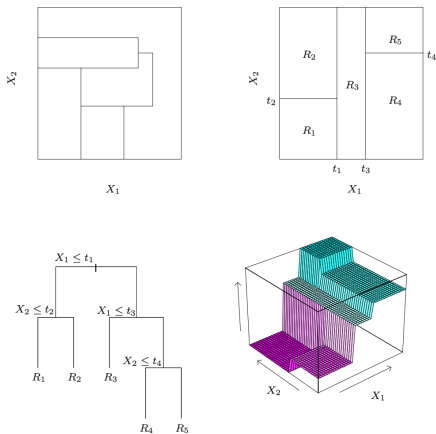 X₂
X₁
X₂
R₂
R₅
R₃
R₄
R₁
t₂
t₄
t₁
t₃
X₁
X₁ ≤ t₁
X₂ ≤ t₂
X₁ ≤ t₃
X₂ ≤ t₄
R₁
R₂
R₃
R₄
R₅
X₂
X₁